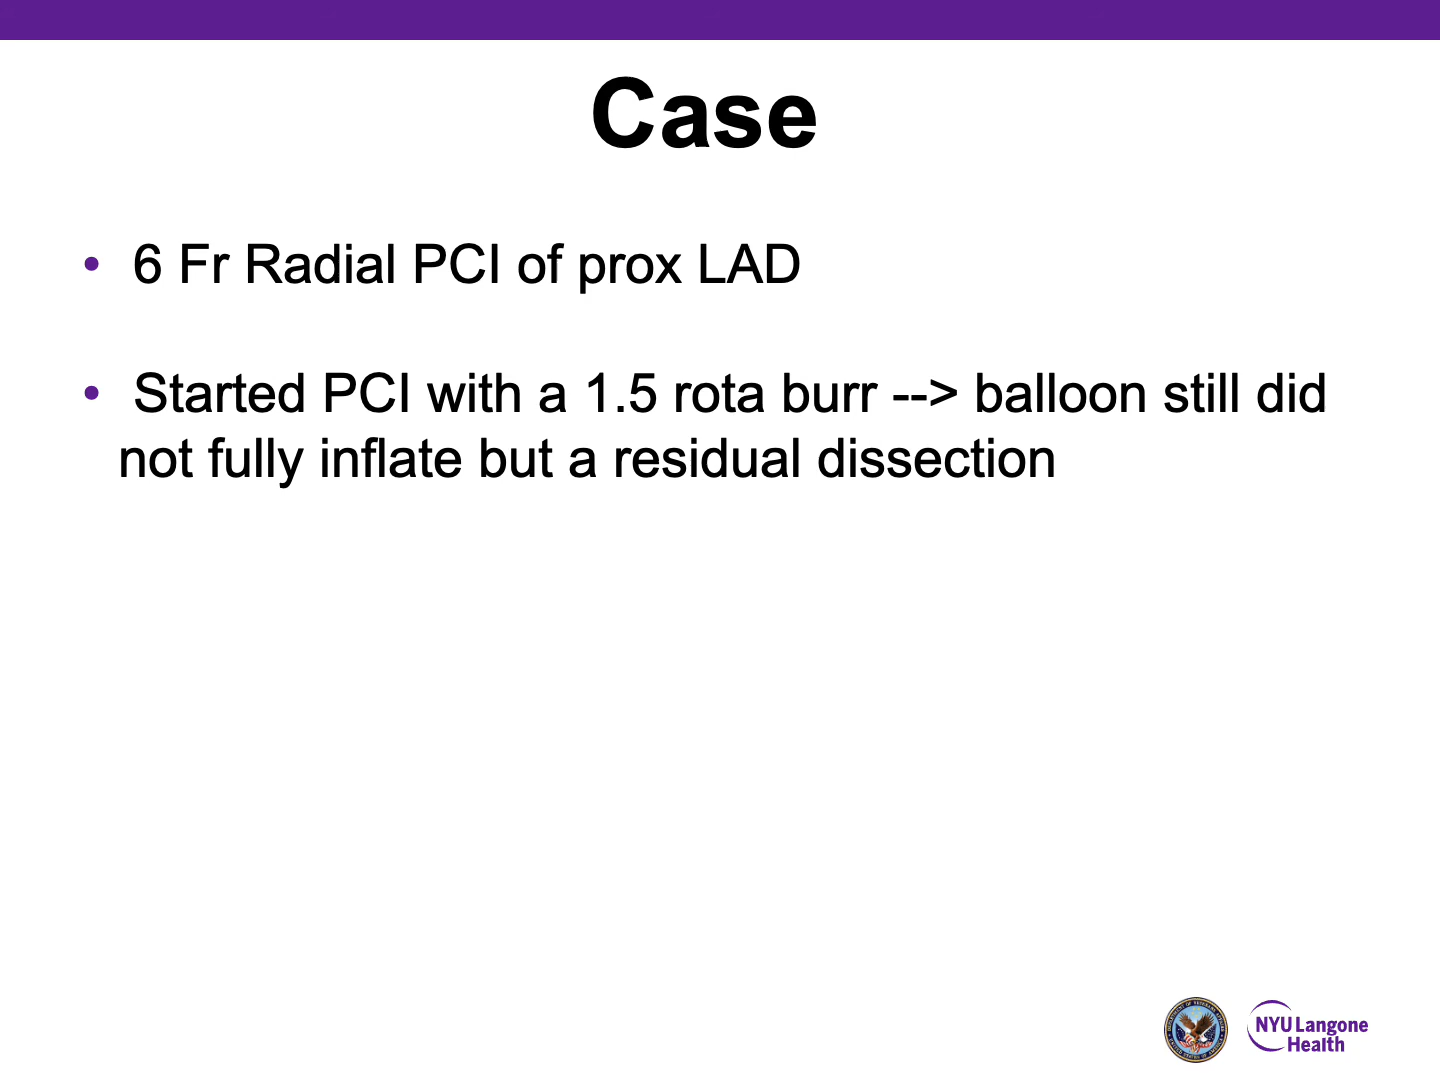 Case
• 6 Fr Radial PCI of prox LAD
• Started PCI with a 1.5 rota burr --> balloon still did
not fully inflate but a residual dissection
NYU Langone
Health